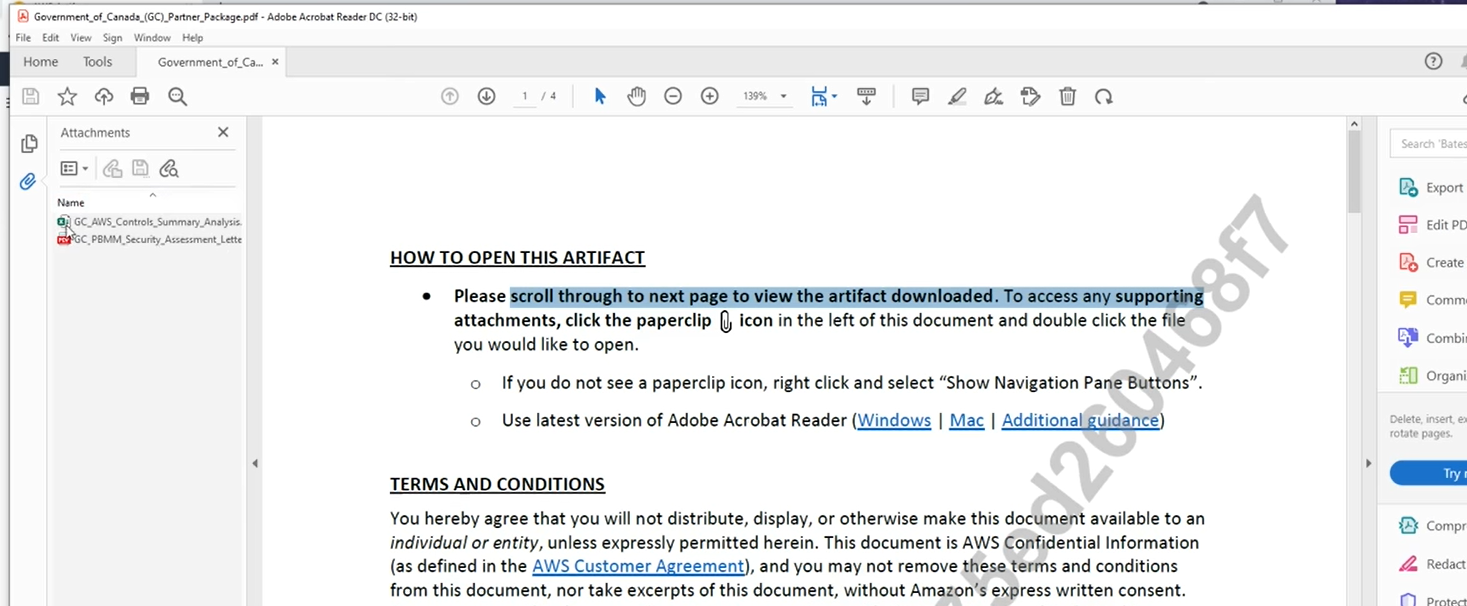 Government_of_Canada_(GC)_Partner_Package.pdf - Adobe Acrobat Reader DC (32-bit)
File Edit View Sign Window Help
Home Tools Government_of_Ca... ×
1 / 4 139%
Attachments
Search 'Bates
Name
GC_AWS_Controls_Summary_Analysis.
GC_PBMM_Security_Assessment_Lette
Export
Edit PD
Create
Comme
Combi
Organi
Delete, insert, ex
rotate pages.
Try
Compr
Redact
Protec
HOW TO OPEN THIS ARTIFACT
• Please scroll through to next page to view the artifact downloaded. To access any supporting
attachments, click the paperclip icon in the left of this document and double click the file
you would like to open.
o If you do not see a paperclip icon, right click and select “Show Navigation Pane Buttons”.
o Use latest version of Adobe Acrobat Reader (Windows | Mac | Additional guidance)
TERMS AND CONDITIONS
You hereby agree that you will not distribute, display, or otherwise make this document available to an
individual or entity, unless expressly permitted herein. This document is AWS Confidential Information
(as defined in the AWS Customer Agreement), and you may not remove these terms and conditions
from this document, nor take excerpts of this document, without Amazon’s express written consent.
5ed260468f7